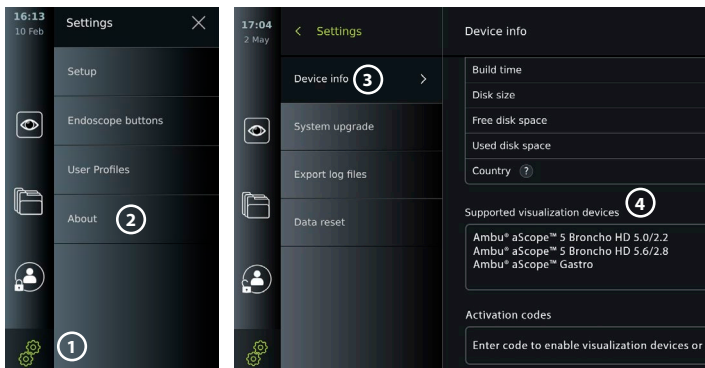 16:13
10 Feb
Settings
Setup
Endoscope buttons
User Profiles
About
2
1
17:04
2 May
Settings
Device info
3
System upgrade
Export log files
Data reset
Device info
Build time
Disk size
Free disk space
Used disk space
Country ?
Supported visualization devices
4
Ambu® aScope™ 5 Broncho HD 5.0/2.2
Ambu® aScope™ 5 Broncho HD 5.6/2.8
Ambu® aScope™ Gastro
Activation codes
Enter code to enable visualization devices or